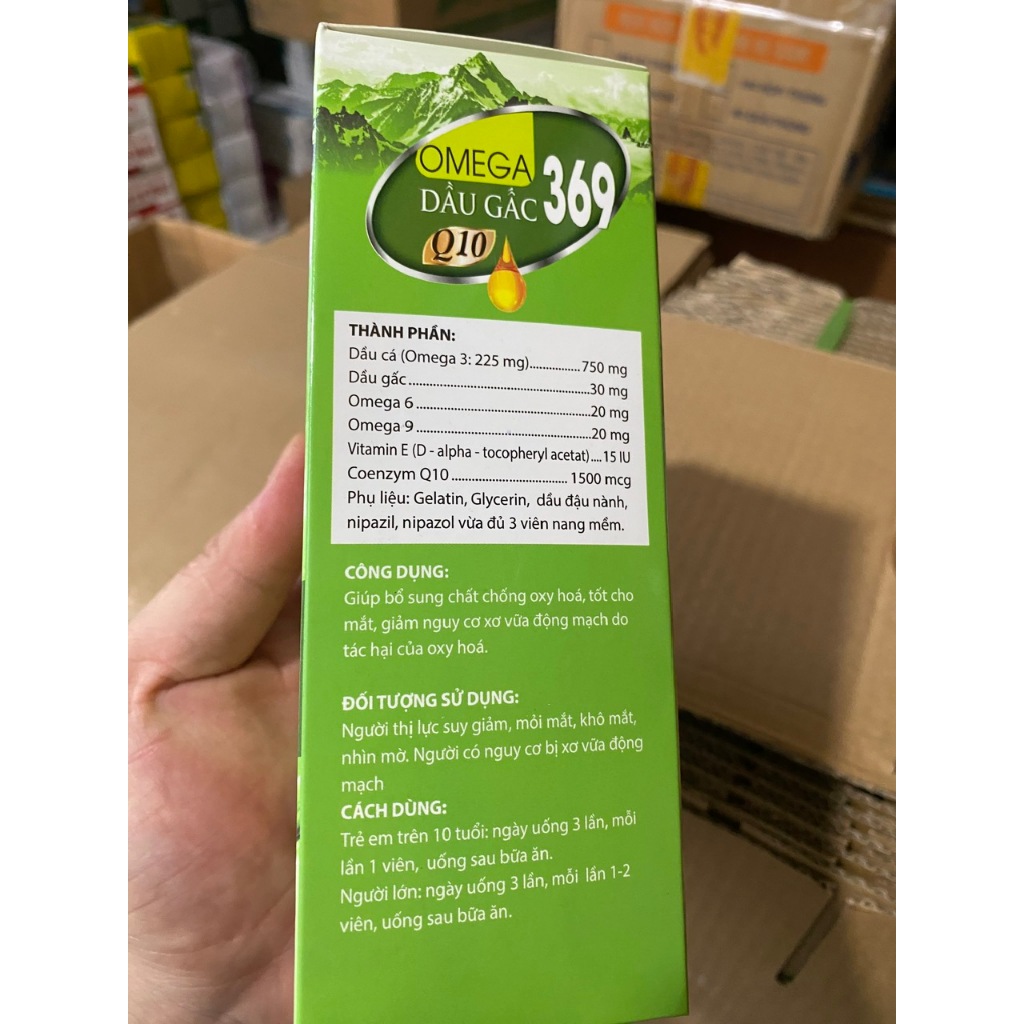 OMEGA
DẦU GẤC 369
Q10
THÀNH PHẦN:
Dầu cá (Omega 3: 225 mg)................750 mg
Dầu gấc................................................30 mg
Omega 6..............................................20 mg
Omega 9..............................................20 mg
Vitamin E (D - alpha - tocopheryl acetat)....15 IU
Coenzym Q10.................................1500 mcg
Phụ liệu: Gelatin, Glycerin, dầu đậu nành,
nipazil, nipazol vừa đủ 3 viên nang mềm.
CÔNG DỤNG:
Giúp bổ sung chất chống oxy hoá, tốt cho
mắt, giảm nguy cơ xơ vữa động mạch do
tác hại của oxy hoá.
ĐỐI TƯỢNG SỬ DỤNG:
Người thị lực suy giảm, mỏi mắt, khô mắt,
nhìn mờ. Người có nguy cơ bị xơ vữa động
mạch
CÁCH DÙNG:
Trẻ em trên 10 tuổi: ngày uống 3 lần, mỗi
lần 1 viên, uống sau bữa ăn.
Người lớn: ngày uống 3 lần, mỗi lần 1-2
viên, uống sau bữa ăn.